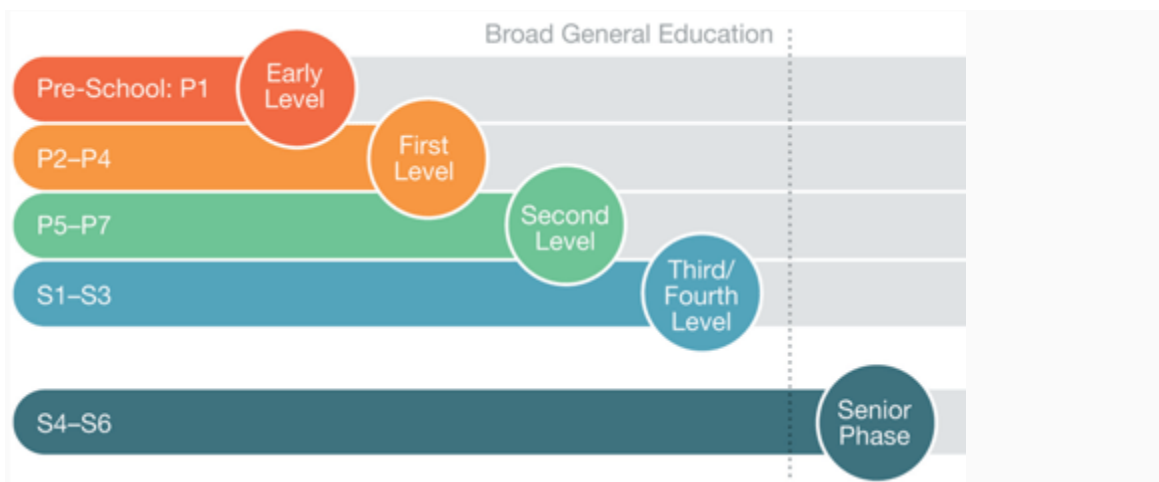 Broad General Education
Pre-School: P1
Early
Level
P2–P4
First
Level
P5–P7
Second
Level
S1–S3
Third/
Fourth
Level
S4–S6
Senior
Phase